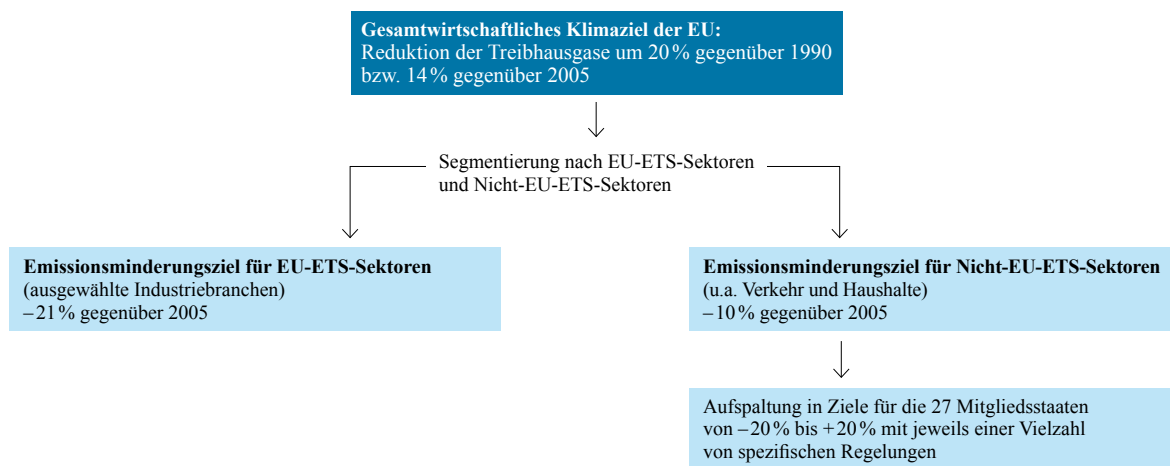 Gesamtwirtschaftliches Klimaziel der EU:
Reduktion der Treibhausgase um 20 % gegenüber 1990
bzw. 14 % gegenüber 2005
Segmentierung nach EU-ETS-Sektoren
und Nicht-EU-ETS-Sektoren
Emissionsminderungsziel für EU-ETS-Sektoren
(ausgewählte Industriebranchen)
–21 % gegenüber 2005
Emissionsminderungsziel für Nicht-EU-ETS-Sektoren
(u.a. Verkehr und Haushalte)
–10 % gegenüber 2005
Aufspaltung in Ziele für die 27 Mitgliedsstaaten
von –20 % bis +20 % mit jeweils einer Vielzahl
von spezifischen Regelungen